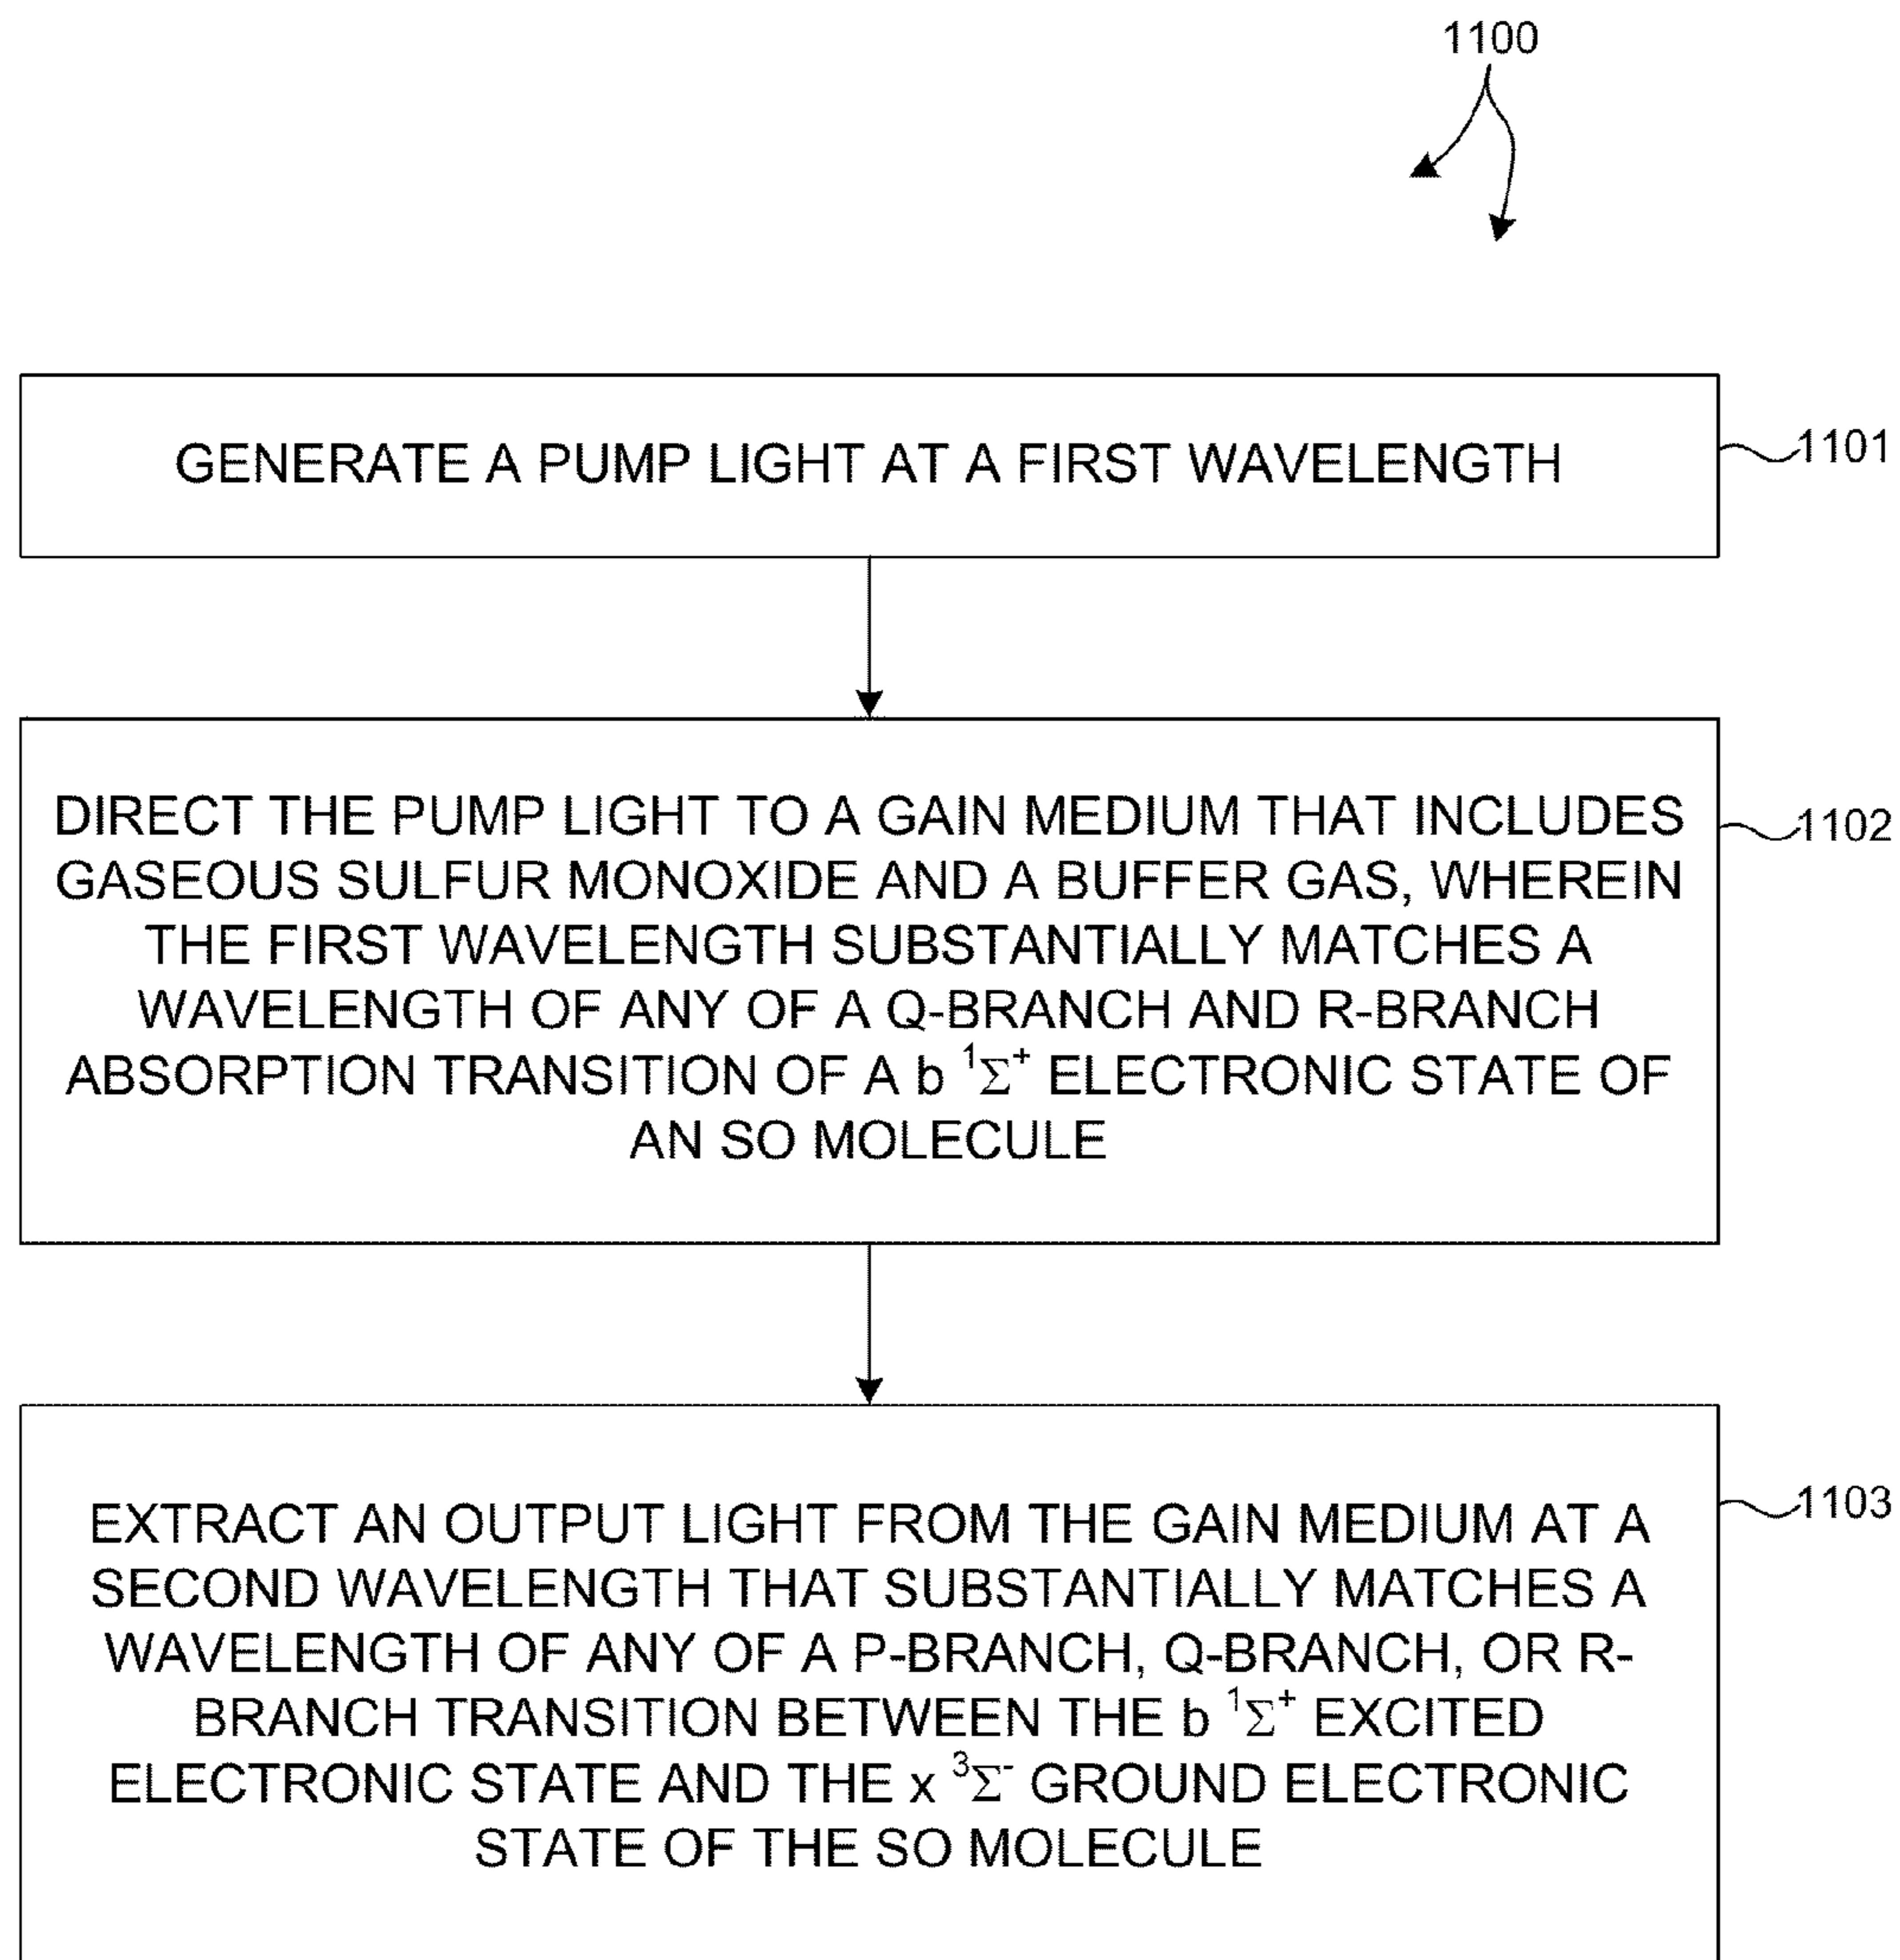 1100
GENERATE A PUMP LIGHT AT A FIRST WAVELENGTH
1101
DIRECT THE PUMP LIGHT TO A GAIN MEDIUM THAT INCLUDES
GASEOUS SULFUR MONOXIDE AND A BUFFER GAS, WHEREIN
THE FIRST WAVELENGTH SUBSTANTIALLY MATCHES A
WAVELENGTH OF ANY OF A Q-BRANCH AND R-BRANCH
ABSORPTION TRANSITION OF A b ¹Σ⁺ ELECTRONIC STATE OF
AN SO MOLECULE
1102
EXTRACT AN OUTPUT LIGHT FROM THE GAIN MEDIUM AT A
SECOND WAVELENGTH THAT SUBSTANTIALLY MATCHES A
WAVELENGTH OF ANY OF A P-BRANCH, Q-BRANCH, OR R-
BRANCH TRANSITION BETWEEN THE b ¹Σ⁺ EXCITED
ELECTRONIC STATE AND THE x ³Σ⁻ GROUND ELECTRONIC
STATE OF THE SO MOLECULE
1103